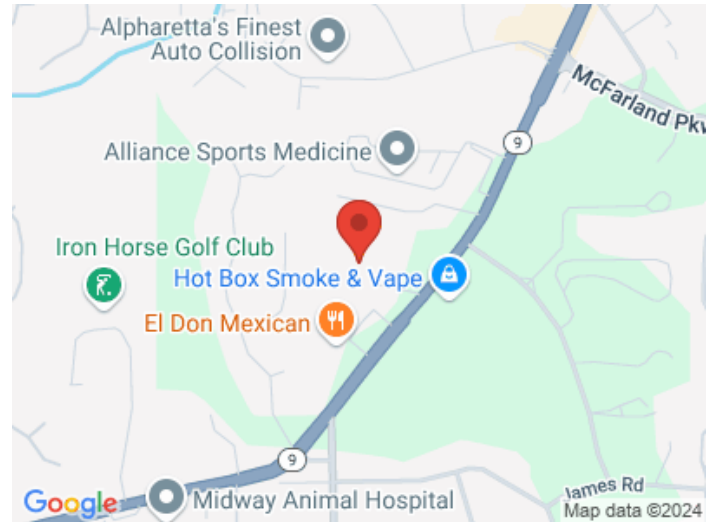 Alpharetta's Finest
Auto Collision
McFarland Pkw
9
Alliance Sports Medicine
Iron Horse Golf Club
Hot Box Smoke & Vape
El Don Mexican
9
Midway Animal Hospital
James Rd
Google
Map data ©2024